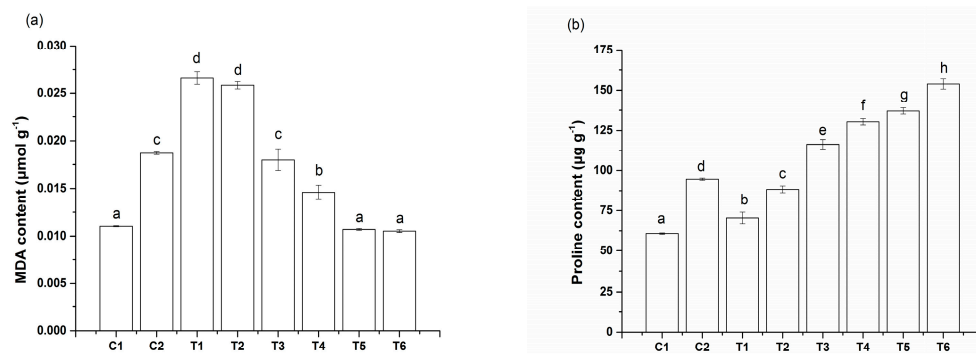 (a)
0.030
0.025
0.020
0.015
0.010
0.005
0.000
MDA content (μmol g⁻¹)
a
c
d
d
c
b
a
a
C1 C2 T1 T2 T3 T4 T5 T6
(b)
175
150
125
100
75
50
25
0
Proline content (μg g⁻¹)
a
d
b
c
e
f
g
h
C1 C2 T1 T2 T3 T4 T5 T6